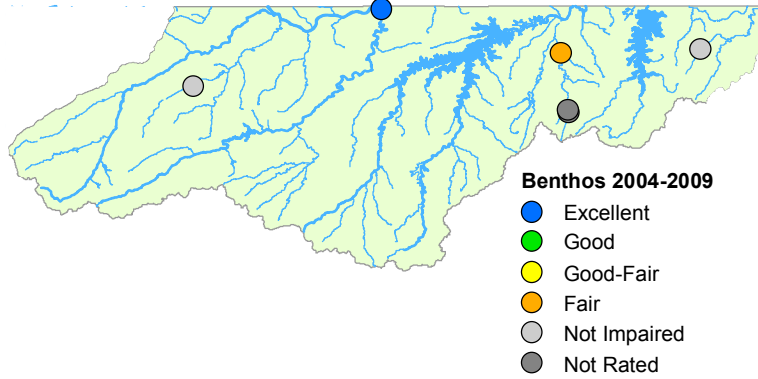 Benthos 2004-2009
Excellent
Good
Good-Fair
Fair
Not Impaired
Not Rated